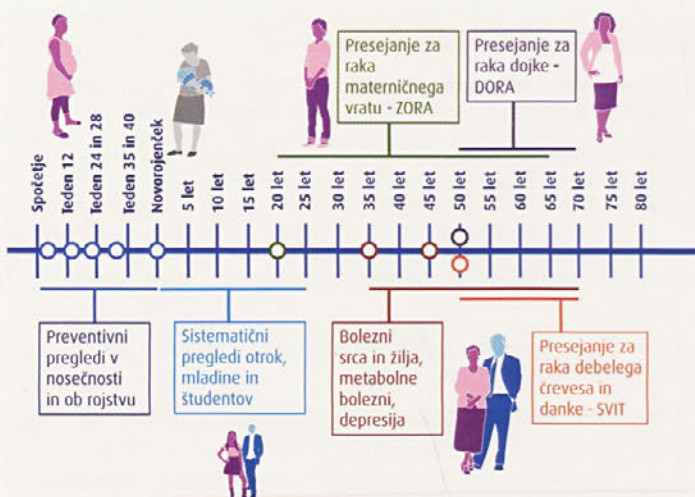 Presejanje za
raka
materničnega
vratu - ZORA
Presejanje za
raka dojke -
DORA
Spočetje
Teden 12
Teden 24 in 28
Teden 35 in 40
Novorojenček
5 let
10 let
15 let
20 let
25 let
30 let
35 let
40 let
45 let
50 let
55 let
60 let
65 let
70 let
75 let
80 let
Preventivni
pregledi v
nosečnosti
in ob rojstvu
Sistematični
pregledi otrok,
mladine in
študentov
Bolezni
srca in žilja,
metabolne
bolezni,
depresija
Presejanje za
raka debelega
črevesa in
danke - SVIT